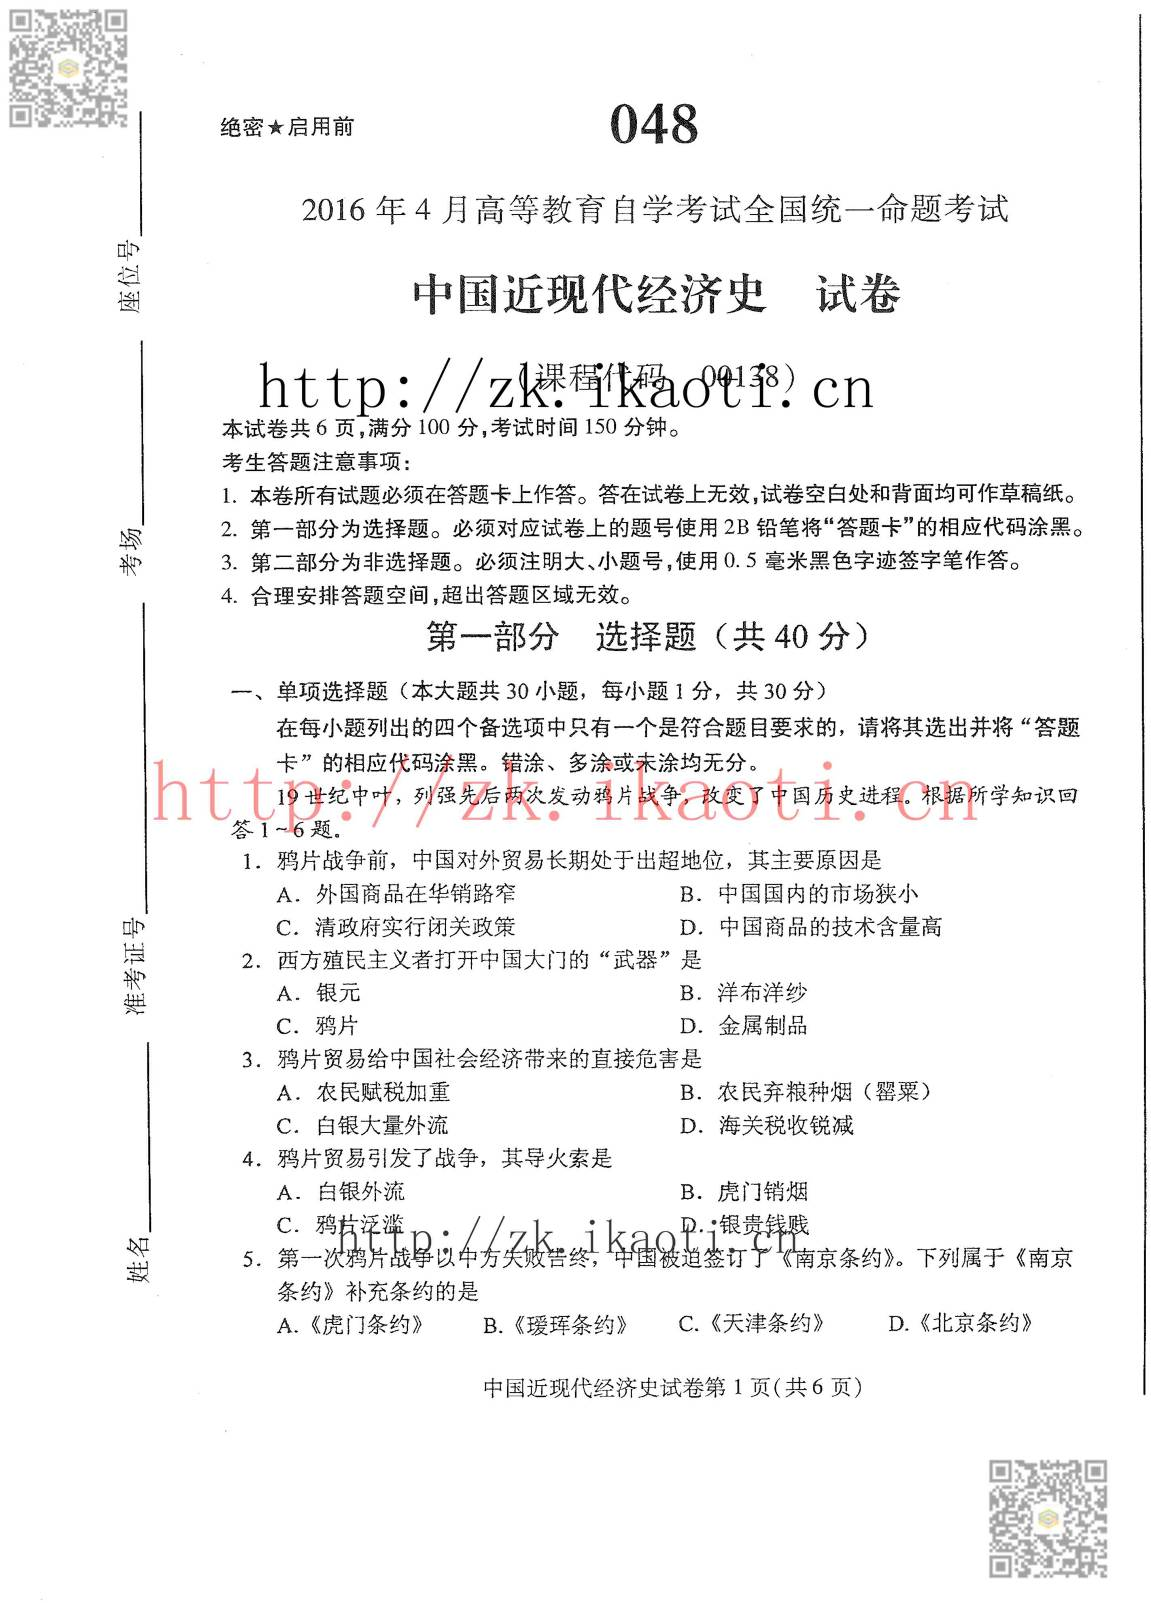 绝密★启用前
048
2016 年 4 月高等教育自学考试全国统一命题考试
中国近现代经济史 试卷
(课程代码 00138)
http://zk.ikaoti.cn
本试卷共 6 页,满分 100 分,考试时间 150 分钟。
考生答题注意事项:
1. 本卷所有试题必须在答题卡上作答。答在试卷上无效,试卷空白处和背面均可作草稿纸。
2. 第一部分为选择题。必须对应试卷上的题号使用 2B 铅笔将“答题卡”的相应代码涂黑。
3. 第二部分为非选择题。必须注明大、小题号,使用 0.5 毫米黑色字迹签字笔作答。
4. 合理安排答题空间,超出答题区域无效。
第一部分 选择题（共 40 分）
一、单项选择题（本大题共 30 小题，每小题 1 分，共 30 分）
在每小题列出的四个备选项中只有一个是符合题目要求的，请将其选出并将“答题
卡”的相应代码涂黑。错涂、多涂或未涂均无分。
http://zk.ikaoti.cn
19 世纪中叶，列强先后两次发动鸦片战争，改变了中国历史进程。根据所学知识回
答 1～6 题。
1．鸦片战争前，中国对外贸易长期处于出超地位，其主要原因是
A．外国商品在华销路窄 B．中国国内的市场狭小
C．清政府实行闭关政策 D．中国商品的技术含量高
2．西方殖民主义者打开中国大门的“武器”是
A．银元 B．洋布洋纱
C．鸦片 D．金属制品
3．鸦片贸易给中国社会经济带来的直接危害是
A．农民赋税加重 B．农民弃粮种烟（罂粟）
C．白银大量外流 D．海关税收锐减
4．鸦片贸易引发了战争，其导火索是
A．白银外流 B．虎门销烟
C．鸦片泛滥 D．银贵钱贱
http://zk.ikaoti.cn
5．第一次鸦片战争以中方失败告终，中国被迫签订了《南京条约》。下列属于《南京
条约》补充条约的是
A.《虎门条约》 B.《瑷珲条约》 C.《天津条约》 D.《北京条约》
中国近现代经济史试卷第 1 页(共 6 页)
座位号
考场
准考证号
姓名